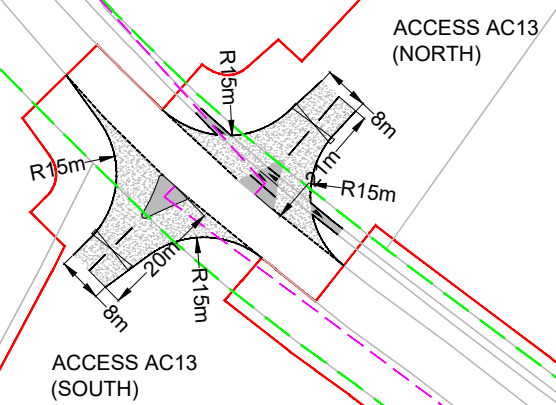 ACCESS AC13
(NORTH)
R15m
8m
21m
R15m
R15m
20m
R15m
8m
ACCESS AC13
(SOUTH)